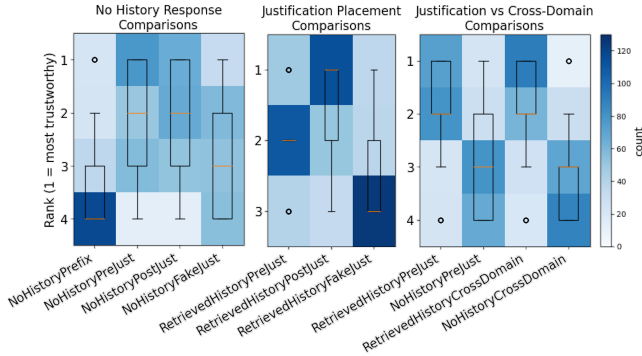 No History Response
Comparisons
Justification Placement
Comparisons
Justification vs Cross-Domain
Comparisons
Rank (1 = most trustworthy)
1
2
3
4
1
2
3
1
2
3
4
NoHistoryPrefix
NoHistoryPreJust
NoHistoryPostJust
NoHistoryFakeJust
RetrievedHistoryPreJust
RetrievedHistoryPostJust
RetrievedHistoryFakeJust
RetrievedHistoryPreJust
NoHistoryPreJust
RetrievedHistoryCrossDomain
NoHistoryCrossDomain
120
100
80
60
40
20
0
count